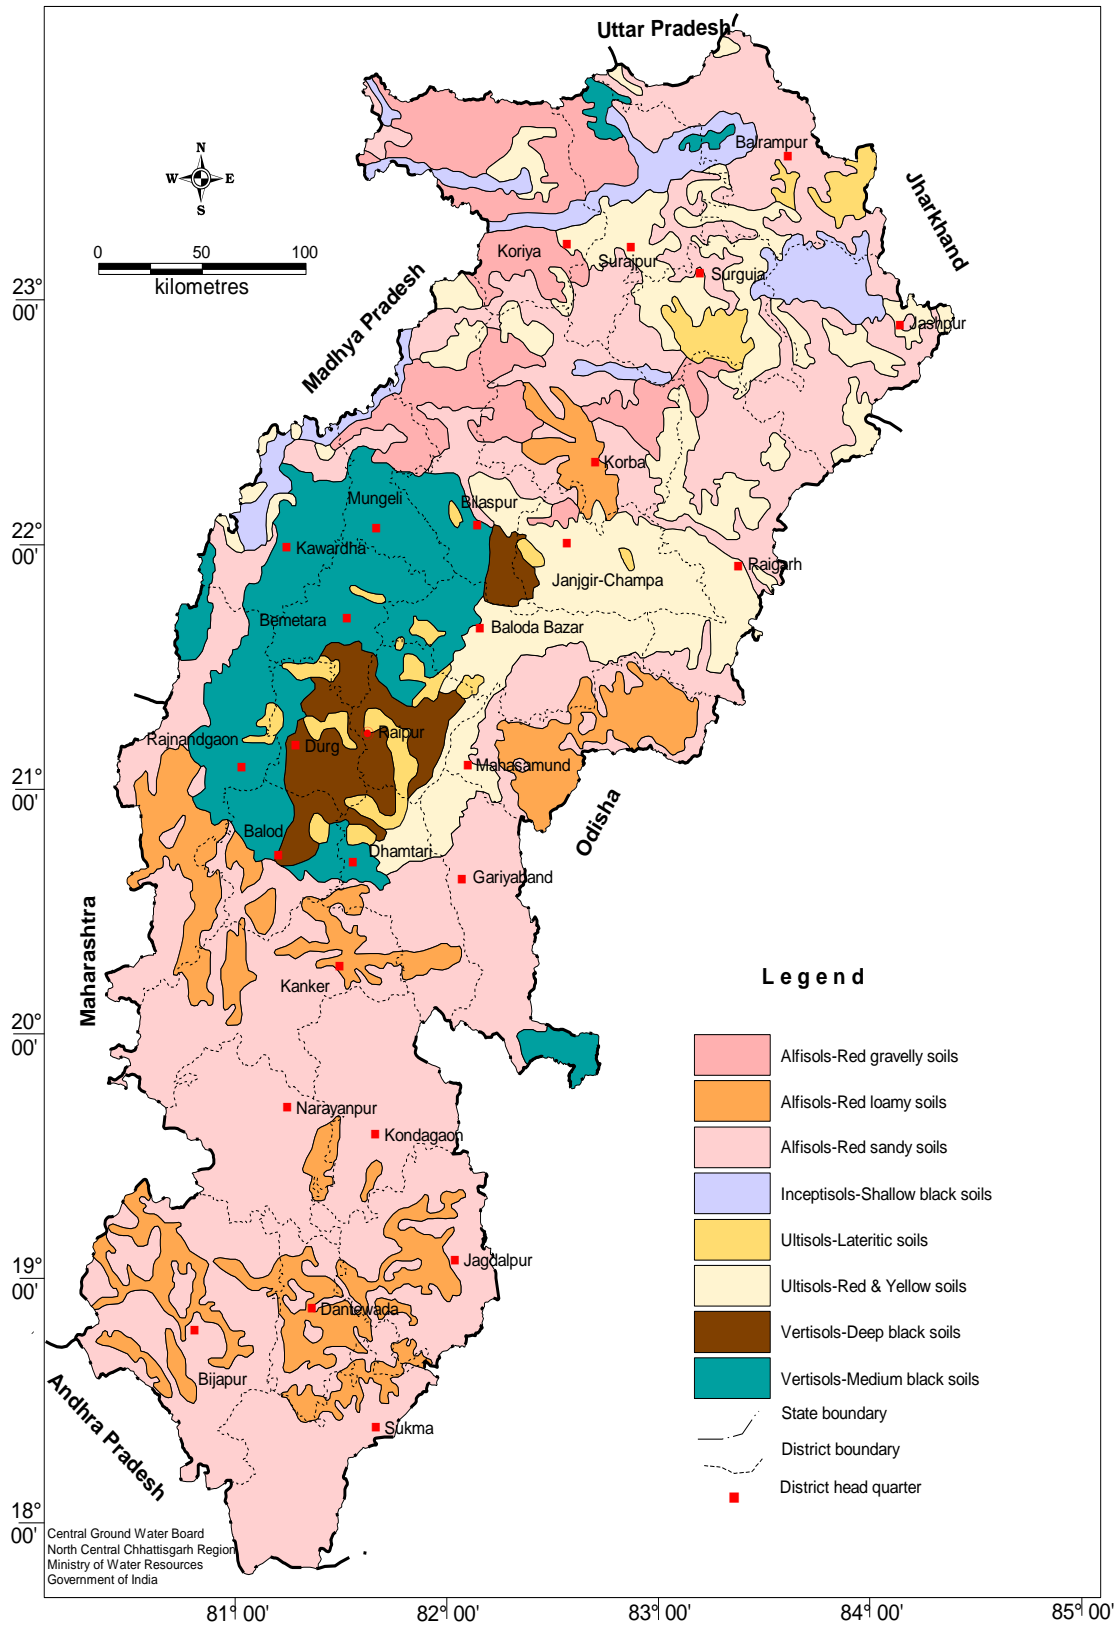 Uttar Pradesh
Balrampur
N
W E
S
Jharkhand
0 50 100
kilometres
Koriya
Surajpur
Surguja
23°
00'
Madhya Pradesh
Jashpur
Korba
Mungeli
Bilaspur
22°
00'
Kawardha
Janjgir-Champa
Raigarh
Bemetara
Baloda Bazar
Rajnandgaon
Durg
Raipur
Mahasamund
21°
00'
Odisha
Balod
Dhamtari
Gariyaband
Maharashtra
Kanker
Legend
20°
00'
Alfisols-Red gravelly soils
Alfisols-Red loamy soils
Narayanpur
Kondagaon
Alfisols-Red sandy soils
Inceptisols-Shallow black soils
Ultisols-Lateritic soils
Jagdalpur
19°
00'
Ultisols-Red & Yellow soils
Dantewada
Vertisols-Deep black soils
Bijapur
Vertisols-Medium black soils
Andhra Pradesh
State boundary
Sukma
District boundary
District head quarter
18°
00'
Central Ground Water Board
North Central Chhattisgarh Region
Ministry of Water Resources
Government of India
81° 00' 82° 00' 83° 00' 84° 00' 85° 00'